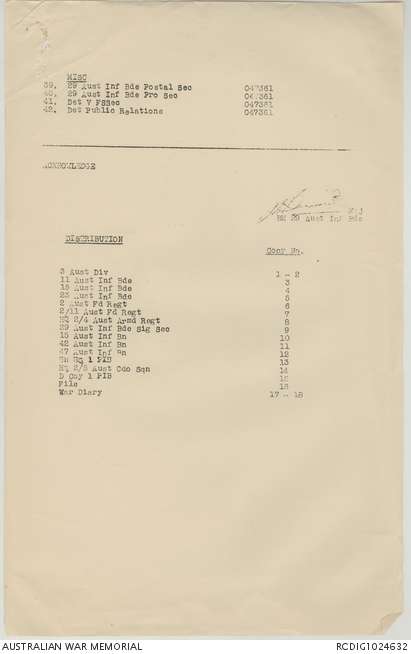 MISC
39. 29 Aust Inf Bde Postal Sec 047361
40. 29 Aust Inf Bde Pro Sec 047361
41. Det V FSSec 047361
42. Det Public Relations 047361
ACKNOWLEDGE
Maj
BM 29 Aust Inf Bde
DISTRIBUTION
Copy No.
3 Aust Div 1 - 2
11 Aust Inf Bde 3
15 Aust Inf Bde 4
23 Aust Inf Bde 5
2 Aust Fd Regt 6
2/11 Aust Fd Regt 7
HQ 2/4 Aust Armd Regt 8
29 Aust Inf Bde Sig Sec 9
15 Aust Inf Bn 10
42 Aust Inf Bn 11
47 Aust Inf Bn 12
HQ 1 PIB 13
HQ 2/8 Aust Cdo Sqn 14
D Coy 1 PIB 15
File 16
War Diary 17 - 18
AUSTRALIAN WAR MEMORIAL
RCDIG1024632